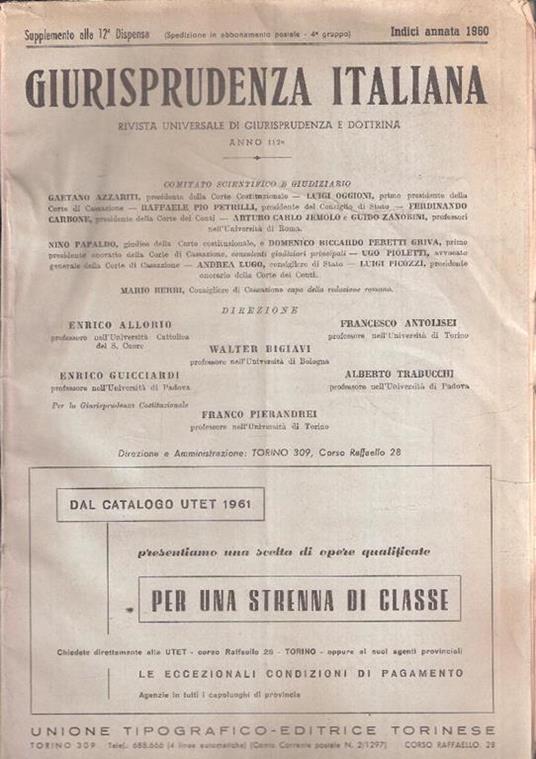 Supplemento alla 12ª Dispensa (Spedizione in abbonamento postale - 4º gruppo) Indici annata 1960
GIURISPRUDENZA ITALIANA
RIVISTA UNIVERSALE DI GIURISPRUDENZA E DOTTRINA
ANNO 112º
COMITATO SCIENTIFICO E GIUDIZIARIO
GAETANO AZZARITI, presidente della Corte Costituzionale — LUIGI OGGIONI, primo presidente della
Corte di Cassazione — RAFFAELE PIO PETRILLI, presidente del Consiglio di Stato — FERDINANDO
CARBONE, presidente della Corte dei Conti — ARTURO CARLO JEMOLO e GUIDO ZANOBINI, professori
nell'Università di Roma.
NINO PAPALDO, giudice della Corte costituzionale, e DOMENICO RICCARDO PERETTI GRIVA, primo
presidente onorario della Corte di Cassazione, consulenti giudiziari principali — UGO PIOLETTI, avvocato
generale della Corte di Cassazione — ANDREA LUGO, consigliere di Stato — LUIGI PICOZZI, presidente
onorario della Corte dei Conti.
MARIO BERRI, Consigliere di Cassazione capo della redazione romana.
DIREZIONE
ENRICO ALLORIO FRANCESCO ANTOLISEI
professore nell'Università Cattolica professore nell'Università di Torino
del S. Cuore
WALTER BIGIAVI
professore nell'Università di Bologna
ENRICO GUICCIARDI ALBERTO TRABUCCHI
professore nell'Università di Padova professore nell'Università di Padova
Per la Giurisprudenza Costituzionale
FRANCO PIERANDREI
professore nell'Università di Torino
Direzione e Amministrazione: TORINO 309, Corso Raffaello 28
DAL CATALOGO UTET 1961
presentiamo una scelta di opere qualificate
PER UNA STRENNA DI CLASSE
Chiedete direttamente alla UTET - corso Raffaello 28 - TORINO - oppure ai suoi agenti provinciali
LE ECCEZIONALI CONDIZIONI DI PAGAMENTO
Agenzie in tutti i capoluoghi di provincia
UNIONE TIPOGRAFICO-EDITRICE TORINESE
TORINO 309 Telef. 688.666 (4 linee automatiche) (Conto Corrente postale N. 2/1297) CORSO RAFFAELLO 28